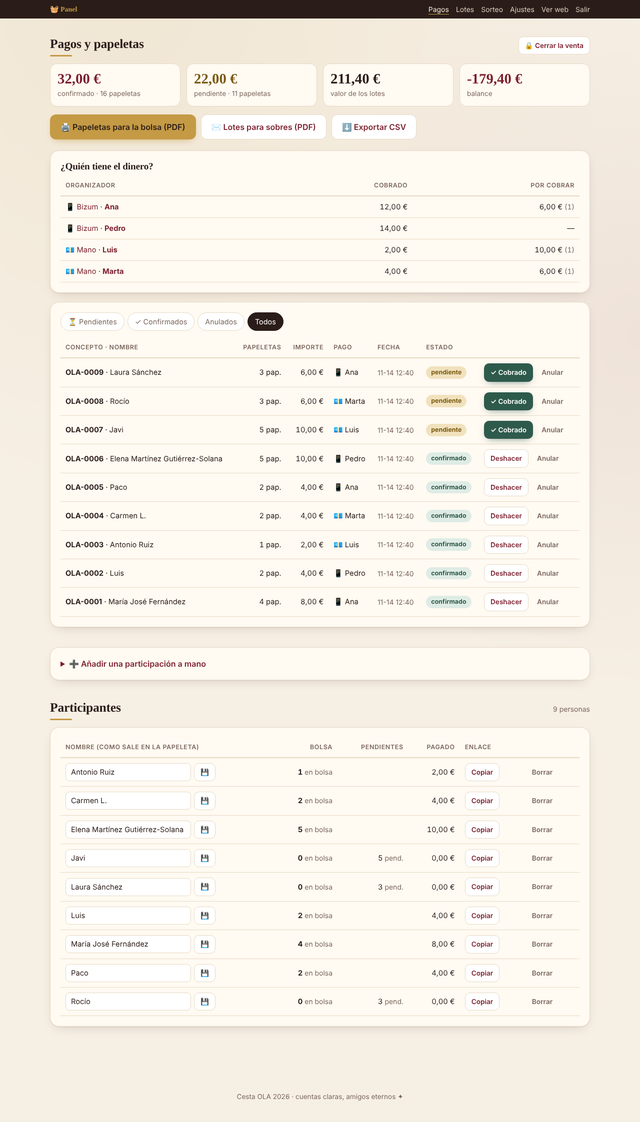 🧺 Panel Pagos Lotes Sorteo Ajustes Ver web Salir
Pagos y papeletas
🔒 Cerrar la venta
32,00 € 22,00 € 211,40 € -179,40 €
confirmado · 16 papeletas pendiente · 11 papeletas valor de los lotes balance
🖨️ Papeletas para la bolsa (PDF) ✉️ Lotes para sobres (PDF) ⬇️ Exportar CSV
¿Quién tiene el dinero?
ORGANIZADOR COBRADO POR COBRAR
📱 Bizum · Ana 12,00 € 6,00 € (1)
📱 Bizum · Pedro 14,00 € —
💶 Mano · Luis 2,00 € 10,00 € (1)
💶 Mano · Marta 4,00 € 6,00 € (1)
⏳ Pendientes ✓ Confirmados Anulados Todos
CONCEPTO · NOMBRE PAPELETAS IMPORTE PAGO FECHA ESTADO
OLA-0009 · Laura Sánchez 3 pap. 6,00 € 📱 Ana 11-14 12:40 pendiente ✓ Cobrado Anular
OLA-0008 · Rocío 3 pap. 6,00 € 💶 Marta 11-14 12:40 pendiente ✓ Cobrado Anular
OLA-0007 · Javi 5 pap. 10,00 € 💶 Luis 11-14 12:40 pendiente ✓ Cobrado Anular
OLA-0006 · Elena Martínez Gutiérrez-Solana 5 pap. 10,00 € 📱 Pedro 11-14 12:40 confirmado Deshacer Anular
OLA-0005 · Paco 2 pap. 4,00 € 📱 Ana 11-14 12:40 confirmado Deshacer Anular
OLA-0004 · Carmen L. 2 pap. 4,00 € 💶 Marta 11-14 12:40 confirmado Deshacer Anular
OLA-0003 · Antonio Ruiz 1 pap. 2,00 € 💶 Luis 11-14 12:40 confirmado Deshacer Anular
OLA-0002 · Luis 2 pap. 4,00 € 📱 Pedro 11-14 12:40 confirmado Deshacer Anular
OLA-0001 · María José Fernández 4 pap. 8,00 € 📱 Ana 11-14 12:40 confirmado Deshacer Anular
▶ ➕ Añadir una participación a mano
Participantes 9 personas
NOMBRE (COMO SALE EN LA PAPELETA) BOLSA PENDIENTES PAGADO ENLACE
Antonio Ruiz 💾 1 en bolsa 2,00 € Copiar Borrar
Carmen L. 💾 2 en bolsa 4,00 € Copiar Borrar
Elena Martínez Gutiérrez-Solana 💾 5 en bolsa 10,00 € Copiar Borrar
Javi 💾 0 en bolsa 5 pend. 0,00 € Copiar Borrar
Laura Sánchez 💾 0 en bolsa 3 pend. 0,00 € Copiar Borrar
Luis 💾 2 en bolsa 4,00 € Copiar Borrar
María José Fernández 💾 4 en bolsa 8,00 € Copiar Borrar
Paco 💾 2 en bolsa 4,00 € Copiar Borrar
Rocío 💾 0 en bolsa 3 pend. 0,00 € Copiar Borrar
Cesta OLA 2026 · cuentas claras, amigos eternos ✦